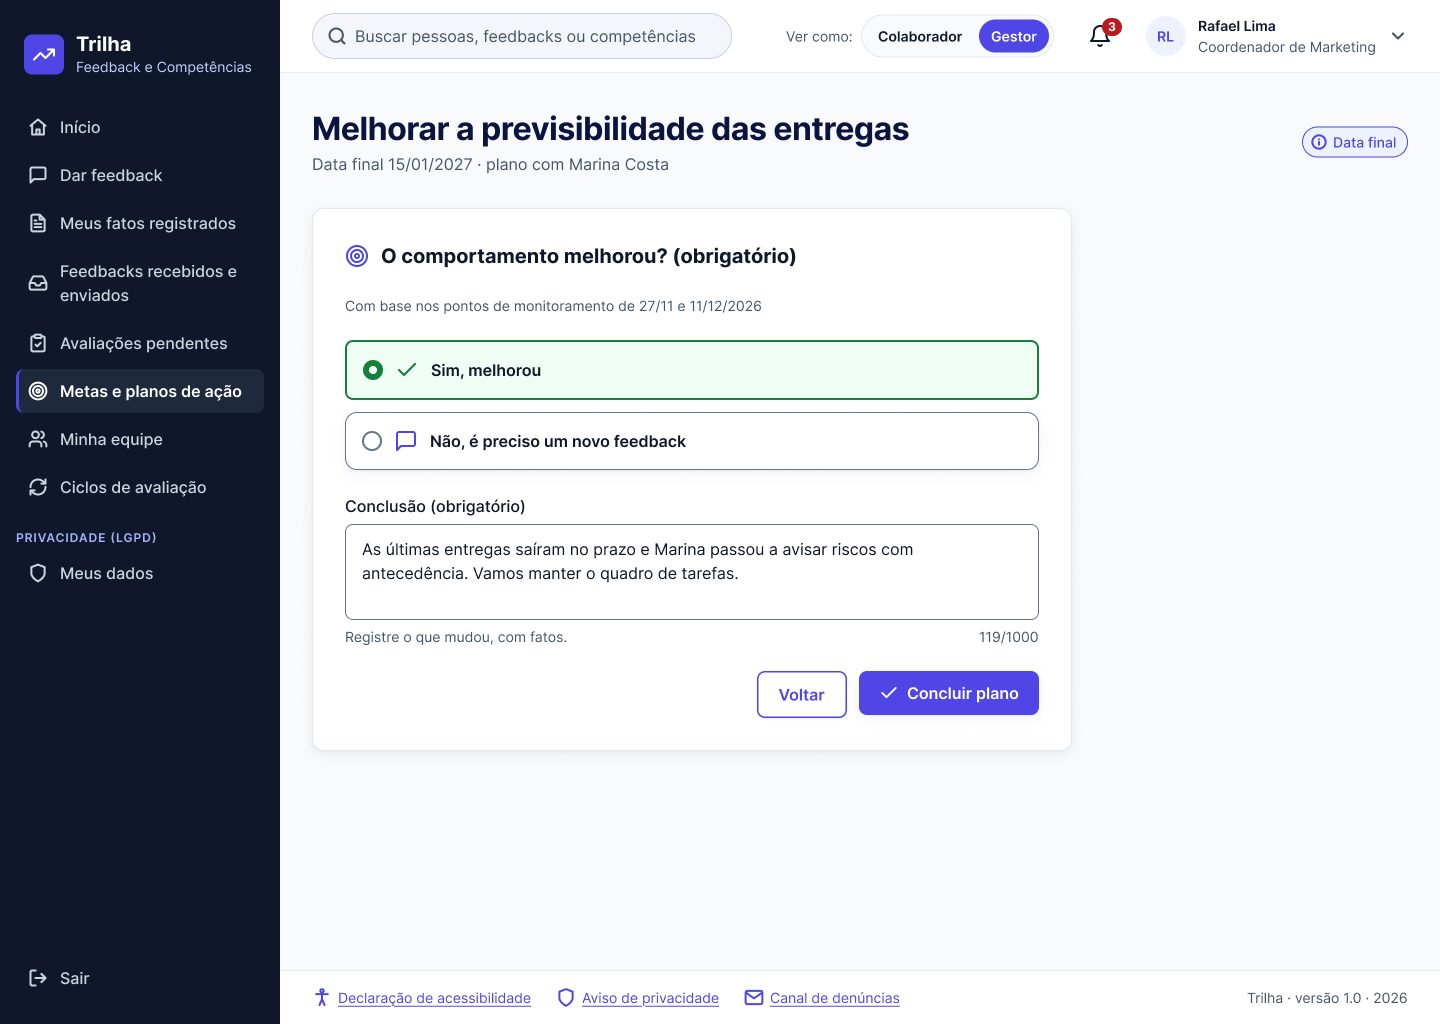 Trilha
Feedback e Competências
Início
Dar feedback
Meus fatos registrados
Feedbacks recebidos e
enviados
Avaliações pendentes
Metas e planos de ação
Minha equipe
Ciclos de avaliação
PRIVACIDADE (LGPD)
Meus dados
Sair
Buscar pessoas, feedbacks ou competências
Ver como:
Colaborador
Gestor
3
RL
Rafael Lima
Coordenador de Marketing
Melhorar a previsibilidade das entregas
Data final 15/01/2027 · plano com Marina Costa
Data final
O comportamento melhorou? (obrigatório)
Com base nos pontos de monitoramento de 27/11 e 11/12/2026
Sim, melhorou
Não, é preciso um novo feedback
Conclusão (obrigatório)
As últimas entregas saíram no prazo e Marina passou a avisar riscos com
antecedência. Vamos manter o quadro de tarefas.
Registre o que mudou, com fatos.
119/1000
Voltar
Concluir plano
Declaração de acessibilidade
Aviso de privacidade
Canal de denúncias
Trilha · versão 1.0 · 2026